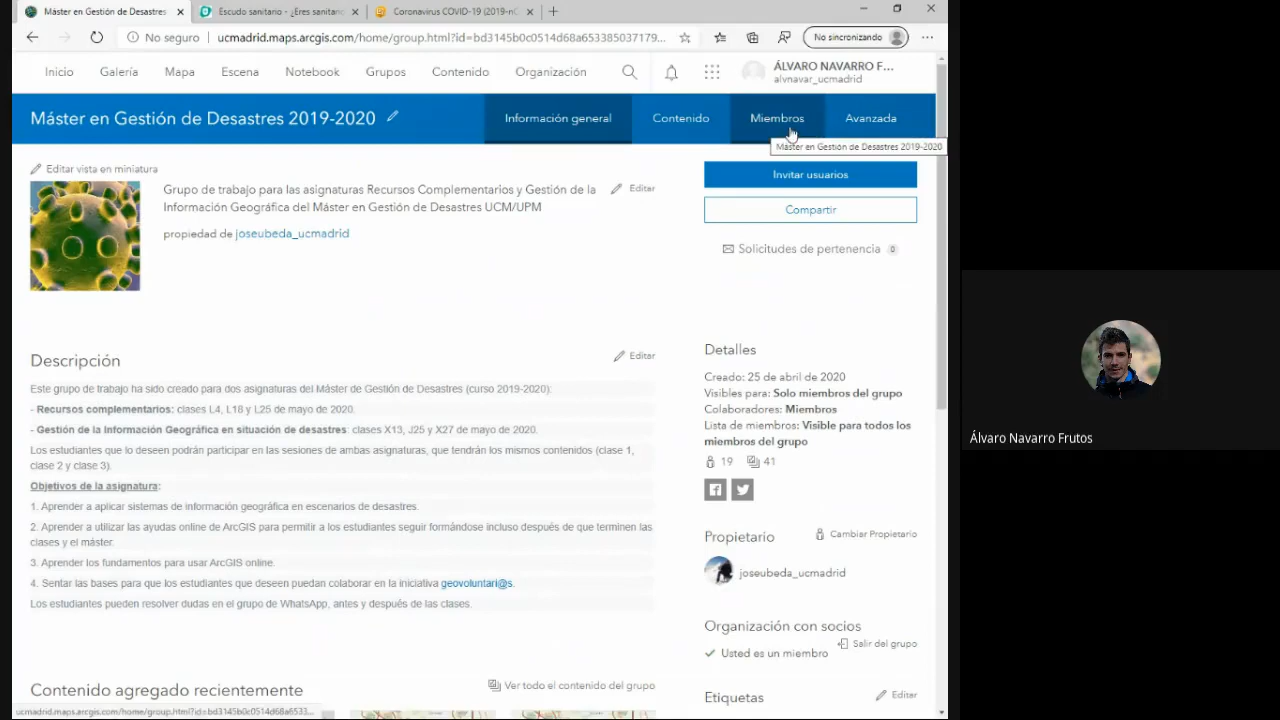 Máster en Gestión de Desastres
Escudo sanitario - ¿Eres sanitari
Coronavirus COVID-19 (2019-nC
No seguro
ucmadrid.maps.arcgis.com/home/group.html?id=bd3145b0c0514d68a653385037179...
No sincronizando
Inicio
Galería
Mapa
Escena
Notebook
Grupos
Contenido
Organización
ÁLVARO NAVARRO F...
alvnavar_ucmadrid
Máster en Gestión de Desastres 2019-2020
Información general
Contenido
Miembros
Avanzada
Máster en Gestión de Desastres 2019-2020
Editar vista en miniatura
Grupo de trabajo para las asignaturas Recursos Complementarios y Gestión de la
Información Geográfica del Máster en Gestión de Desastres UCM/UPM
Editar
propiedad de joseubeda_ucmadrid
Invitar usuarios
Compartir
Solicitudes de pertenencia 0
Descripción
Editar
Este grupo de trabajo ha sido creado para dos asignaturas del Máster de Gestión de Desastres (curso 2019-2020):
- Recursos complementarios: clases L4, L18 y L25 de mayo de 2020.
- Gestión de la Información Geográfica en situación de desastres: clases X13, J25 y X27 de mayo de 2020.
Los estudiantes que lo deseen podrán participar en las sesiones de ambas asignaturas, que tendrán los mismos contenidos (clase 1,
clase 2 y clase 3).
Objetivos de la asignatura:
1. Aprender a aplicar sistemas de información geográfica en escenarios de desastres.
2. Aprender a utilizar las ayudas online de ArcGIS para permitir a los estudiantes seguir formándose incluso después de que terminen las
clases y el máster.
3. Aprender los fundamentos para usar ArcGIS online.
4. Sentar las bases para que los estudiantes que deseen puedan colaborar en la iniciativa geovoluntari@s.
Los estudiantes pueden resolver dudas en el grupo de WhatsApp, antes y después de las clases.
Detalles
Creado: 25 de abril de 2020
Visibles para: Solo miembros del grupo
Colaboradores: Miembros
Lista de miembros: Visible para todos los
miembros del grupo
19
41
Propietario
Cambiar Propietario
joseubeda_ucmadrid
Organización con socios
Salir del grupo
Usted es un miembro
Etiquetas
Editar
Contenido agregado recientemente
Ver todo el contenido del grupo
ucmadrid.maps.arcgis.com/home/group.html?id=bd3145b0c0514d68a6533...
Álvaro Navarro Frutos